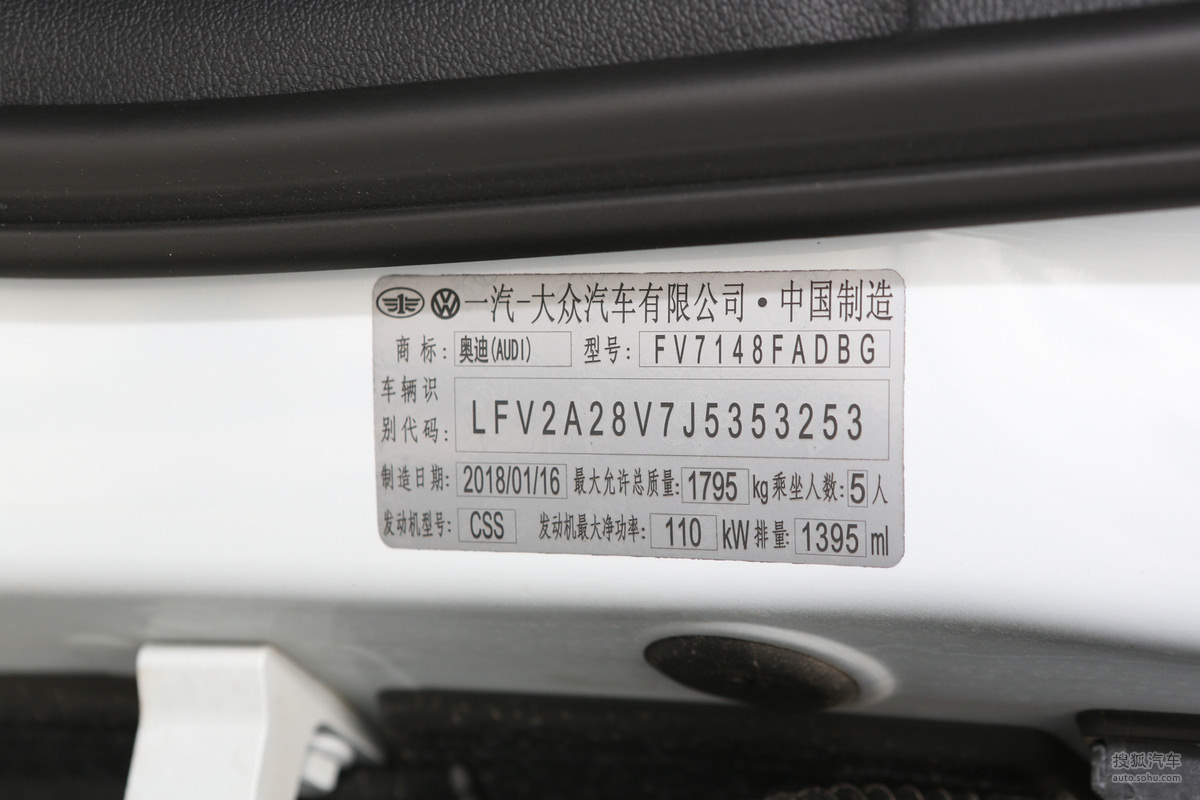 一汽-大众汽车有限公司·中国制造
商标: 奥迪(AUDI) 型号: FV7148FADBG
车辆识
别代码: LFV2A28V7J5353253
制造日期: 2018/01/16 最大允许总质量: 1795 kg 乘坐人数: 5 人
发动机型号: CSS 发动机最大净功率: 110 kW 排量: 1395 ml
搜狐汽车
auto.sohu.com